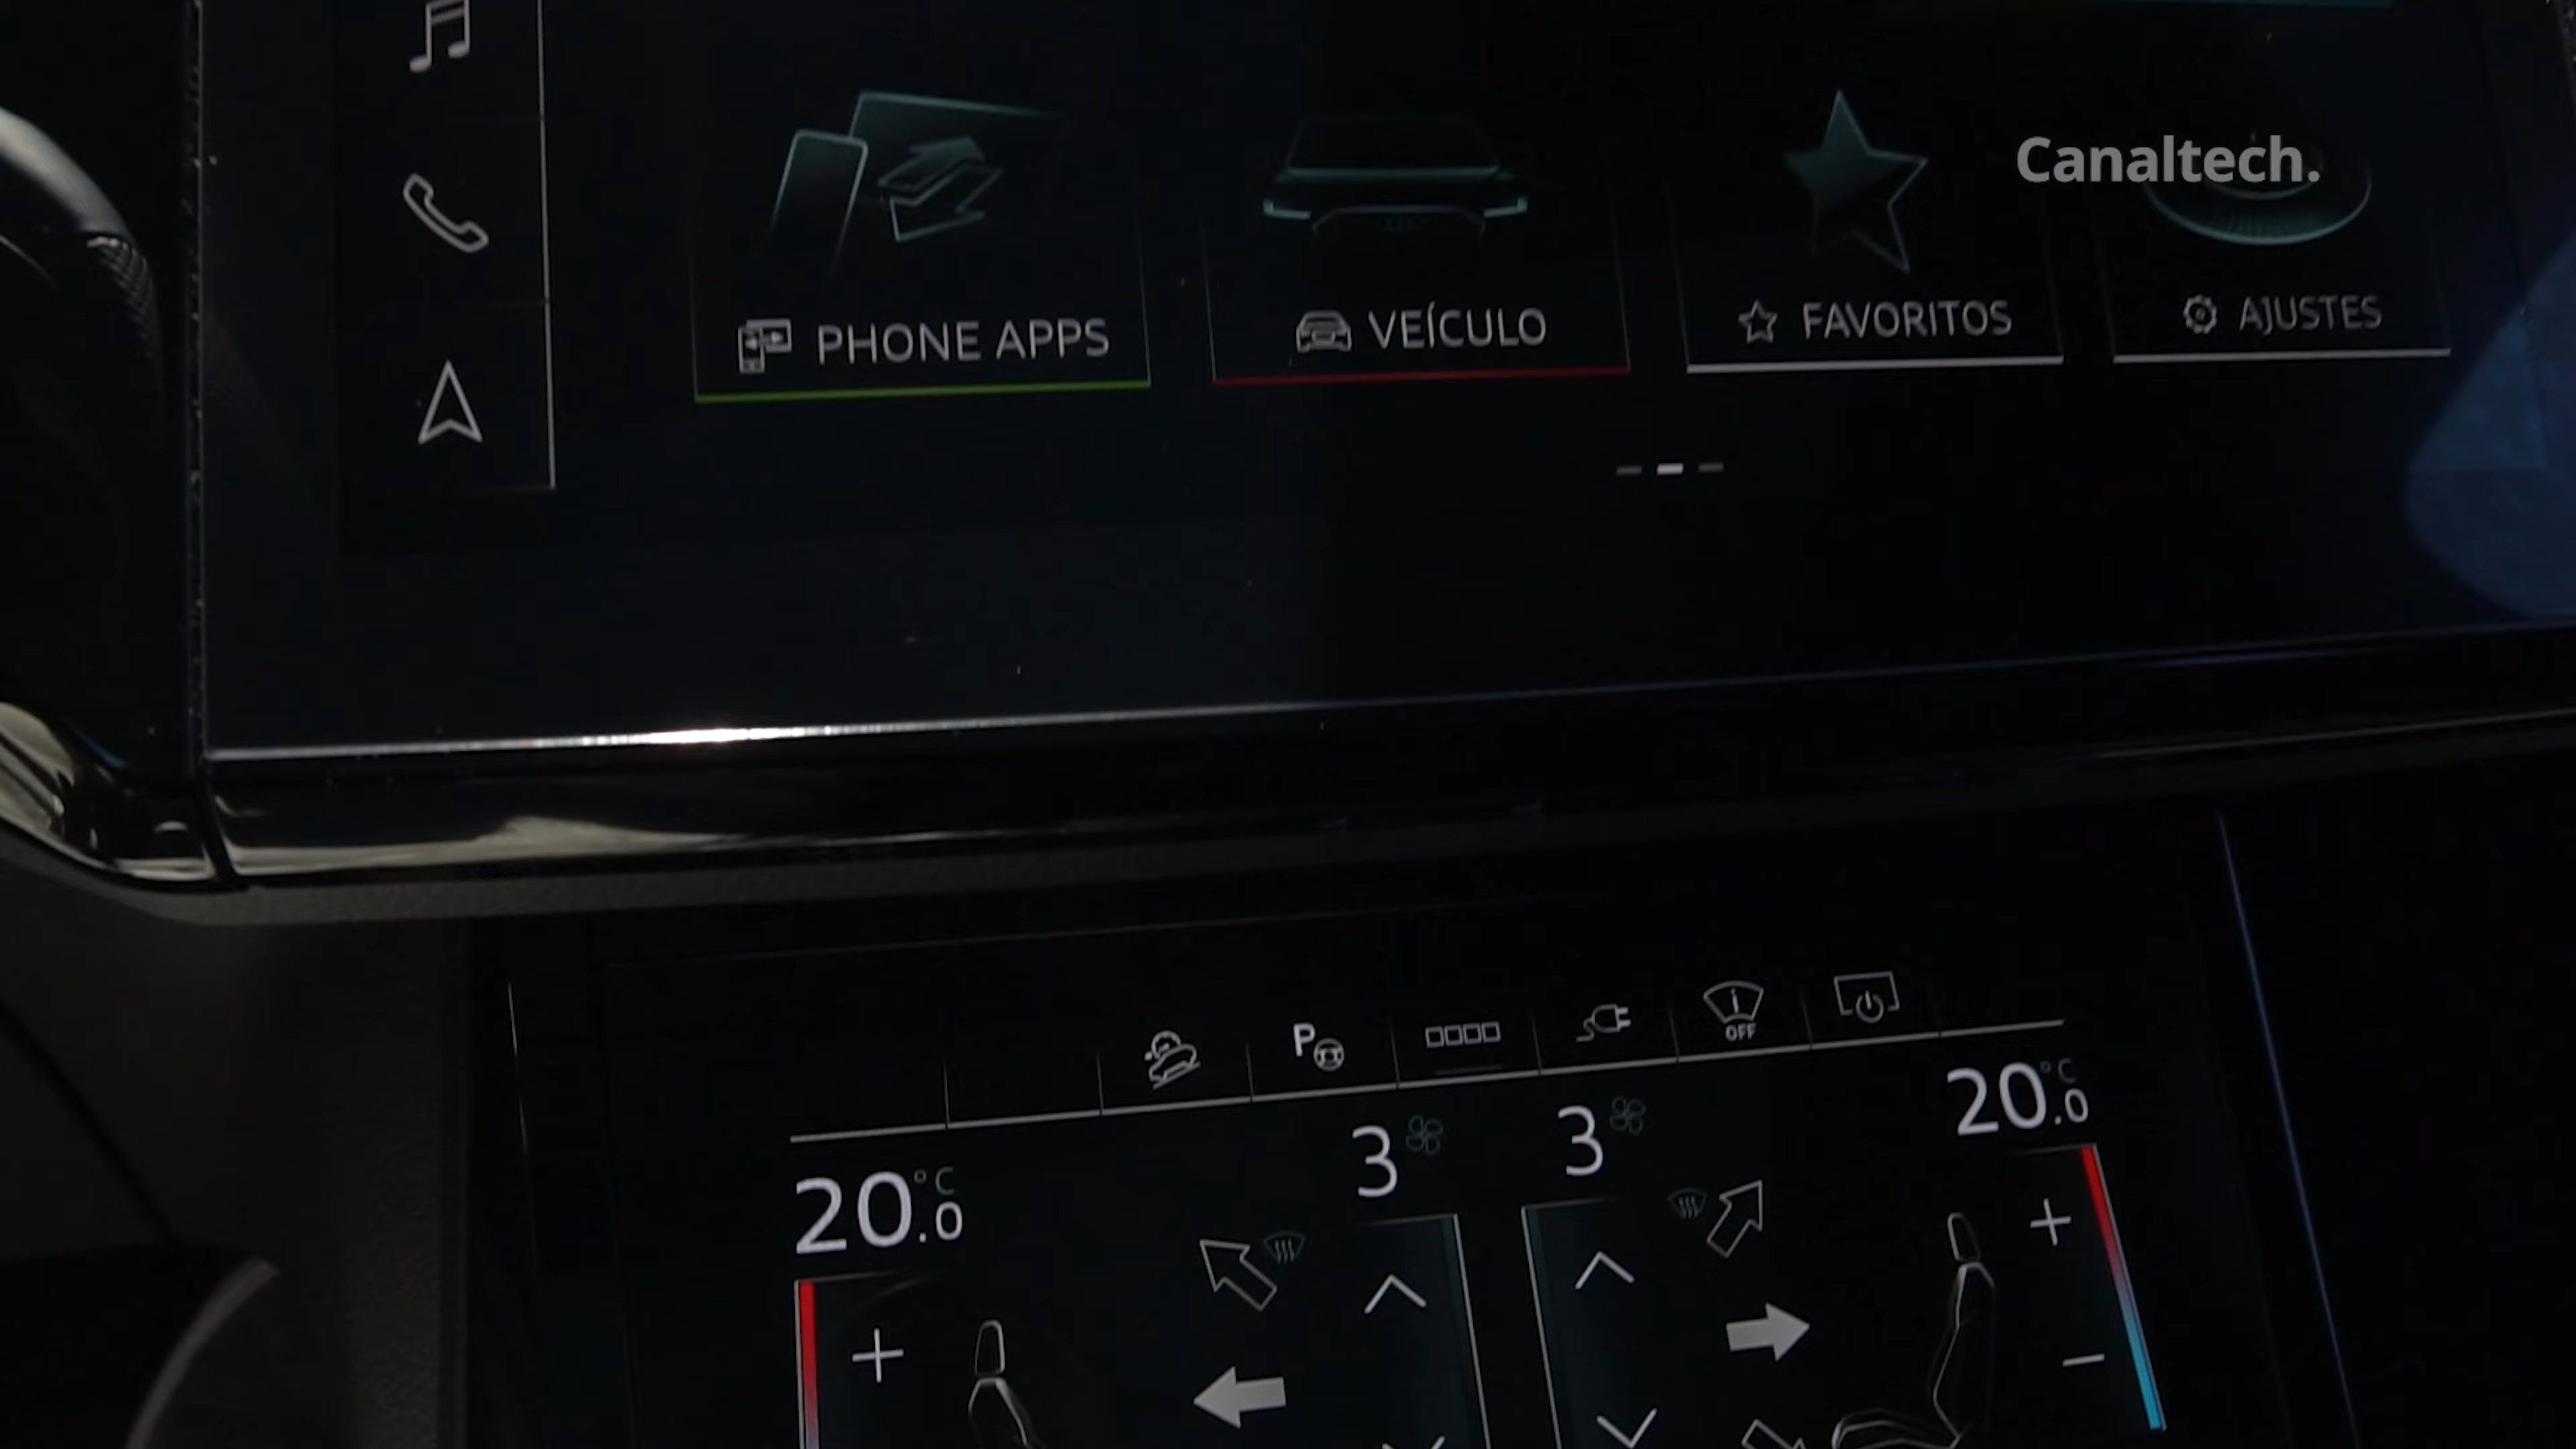 Canaltech.
PHONE APPS
VEÍCULO
FAVORITOS
AJUSTES
P
i
OFF
20.0 °C
3
3
20.0 °C